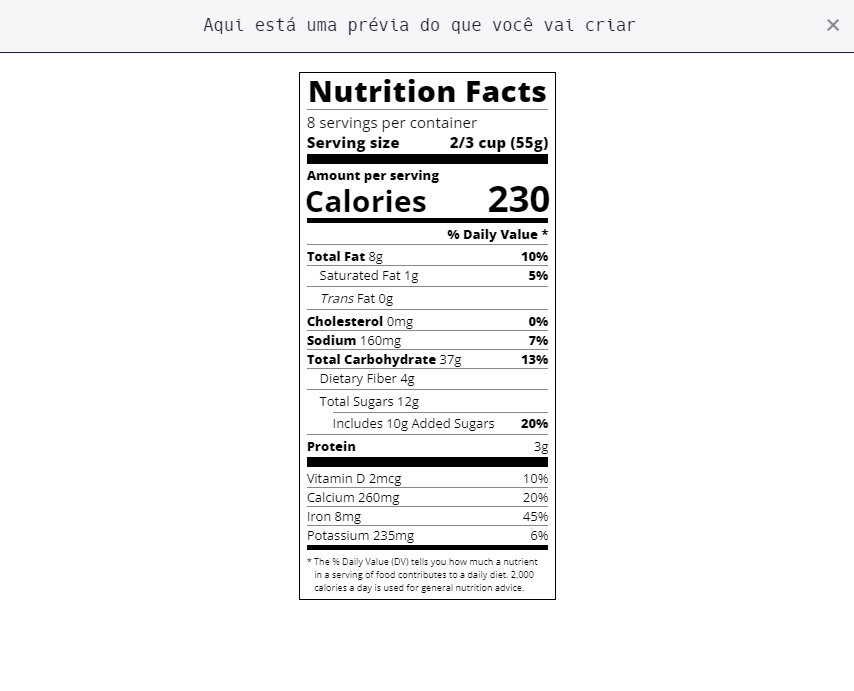 Aqui está uma prévia do que você vai criar ×
Nutrition Facts
8 servings per container
Serving size 2/3 cup (55g)
Amount per serving
Calories 230
% Daily Value *
Total Fat 8g 10%
Saturated Fat 1g 5%
Trans Fat 0g
Cholesterol 0mg 0%
Sodium 160mg 7%
Total Carbohydrate 37g 13%
Dietary Fiber 4g
Total Sugars 12g
Includes 10g Added Sugars 20%
Protein 3g
Vitamin D 2mcg 10%
Calcium 260mg 20%
Iron 8mg 45%
Potassium 235mg 6%
* The % Daily Value (DV) tells you how much a nutrient
in a serving of food contributes to a daily diet. 2,000
calories a day is used for general nutrition advice.